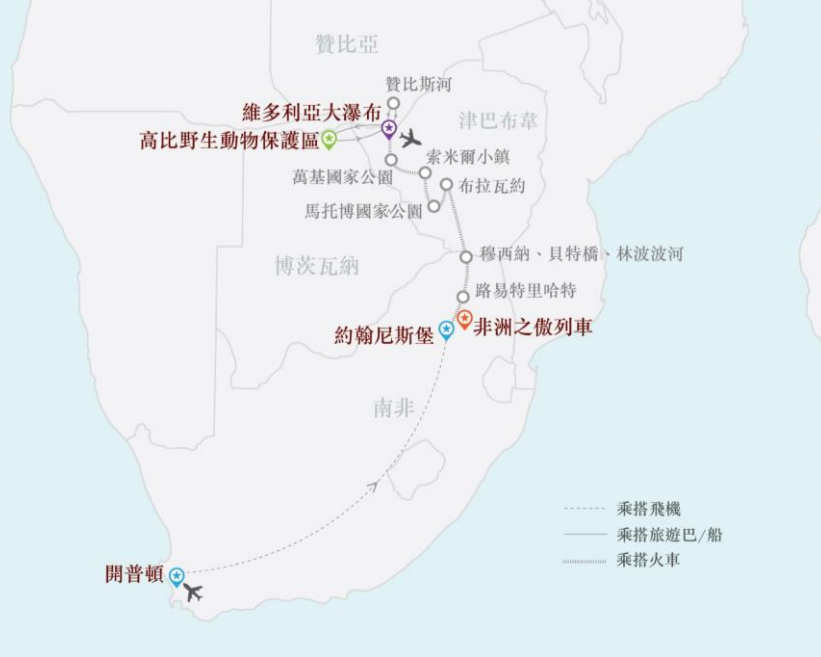 贊比亞
贊比斯河
維多利亞大瀑布
津巴布韋
高比野生動物保護區
索米爾小鎮
萬基國家公園
布拉瓦約
馬托博國家公園
穆西納、貝特橋、林波波河
博茨瓦納
路易特里哈特
約翰尼斯堡
非洲之傲列車
南非
乘搭飛機
乘搭旅遊巴/船
乘搭火車
開普頓